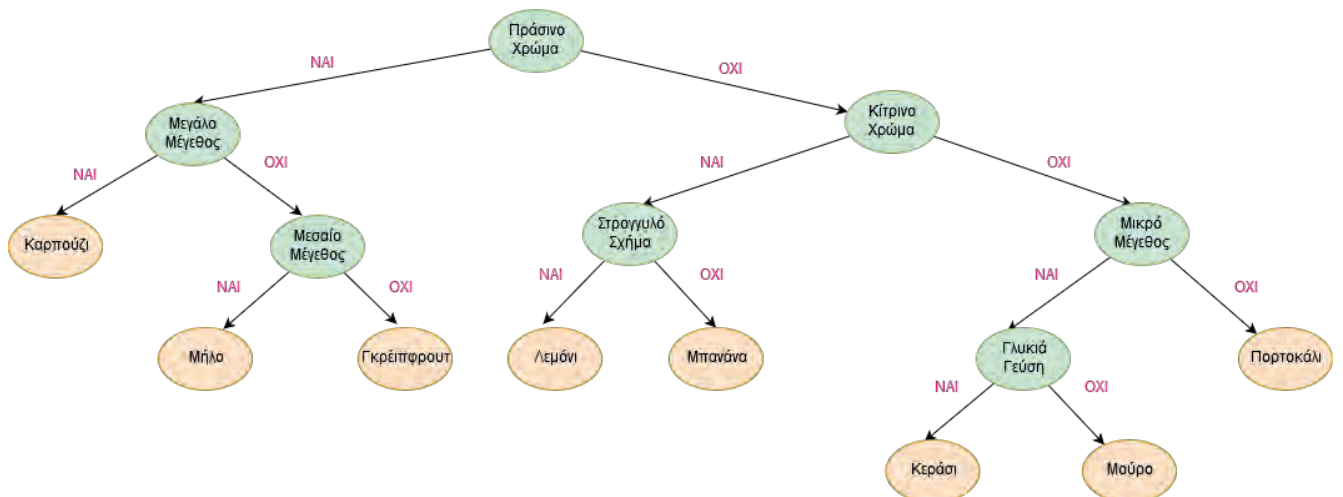 Πράσινο
Χρώμα
ΝΑΙ
ΟΧΙ
Μεγάλο
Μέγεθος
Κίτρινο
Χρώμα
ΝΑΙ
ΟΧΙ
ΝΑΙ
ΟΧΙ
Καρπούζι
Μεσαίο
Μέγεθος
Στρογγυλό
Σχήμα
Μικρό
Μέγεθος
ΝΑΙ
ΟΧΙ
ΝΑΙ
ΟΧΙ
ΝΑΙ
ΟΧΙ
Μήλο
Γκρέιπφρουτ
Λεμόνι
Μπανάνα
Γλυκιά
Γεύση
Πορτοκάλι
ΝΑΙ
ΟΧΙ
Κεράσι
Μούρο